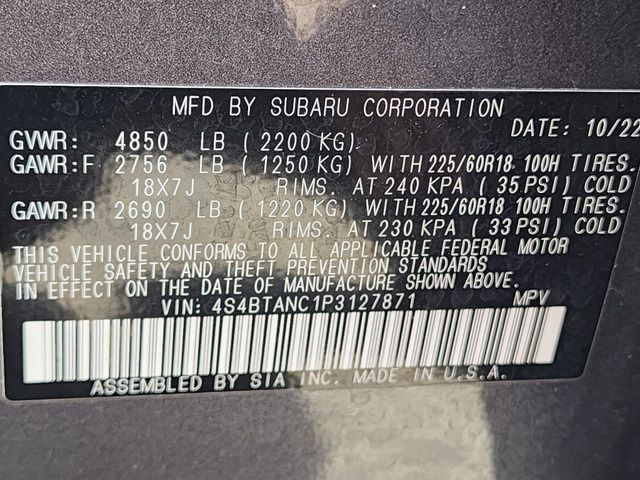 MFD BY SUBARU CORPORATION
DATE: 10/22
GVWR: 4850 LB ( 2200 KG)
GAWR:F 2756 LB ( 1250 KG) WITH 225/60R18 100H TIRES.
18X7J RIMS. AT 240 KPA ( 35 PSI) COLD
GAWR:R 2690 LB ( 1220 KG) WITH 225/60R18 100H TIRES.
18X7J RIMS. AT 230 KPA ( 33 PSI) COLD
THIS VEHICLE CONFORMS TO ALL APPLICABLE FEDERAL MOTOR
VEHICLE SAFETY AND THEFT PREVENTION STANDARDS
IN EFFECT ON THE DATE OF MANUFACTURE SHOWN ABOVE.
VIN: 4S4BTANC1P3127871 MPV
ASSEMBLED BY SIA INC. MADE IN U.S.A.